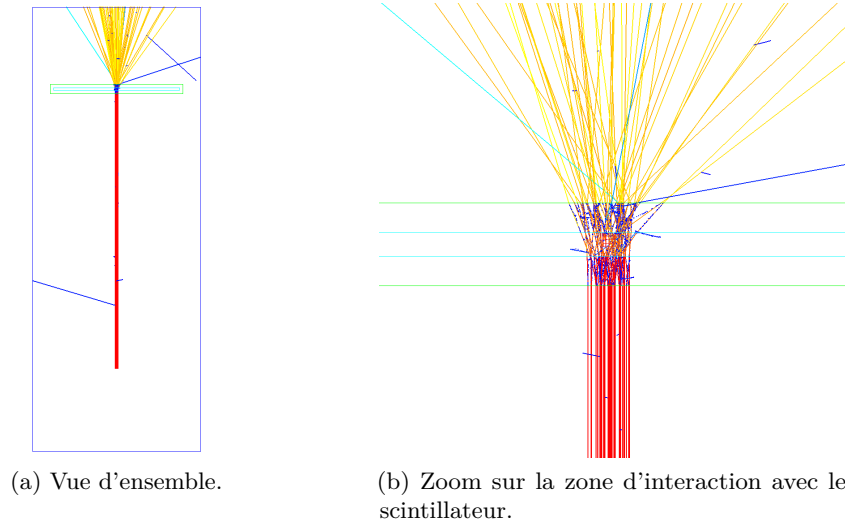 (a) Vue d'ensemble.
(b) Zoom sur la zone d'interaction avec le
scintillateur.